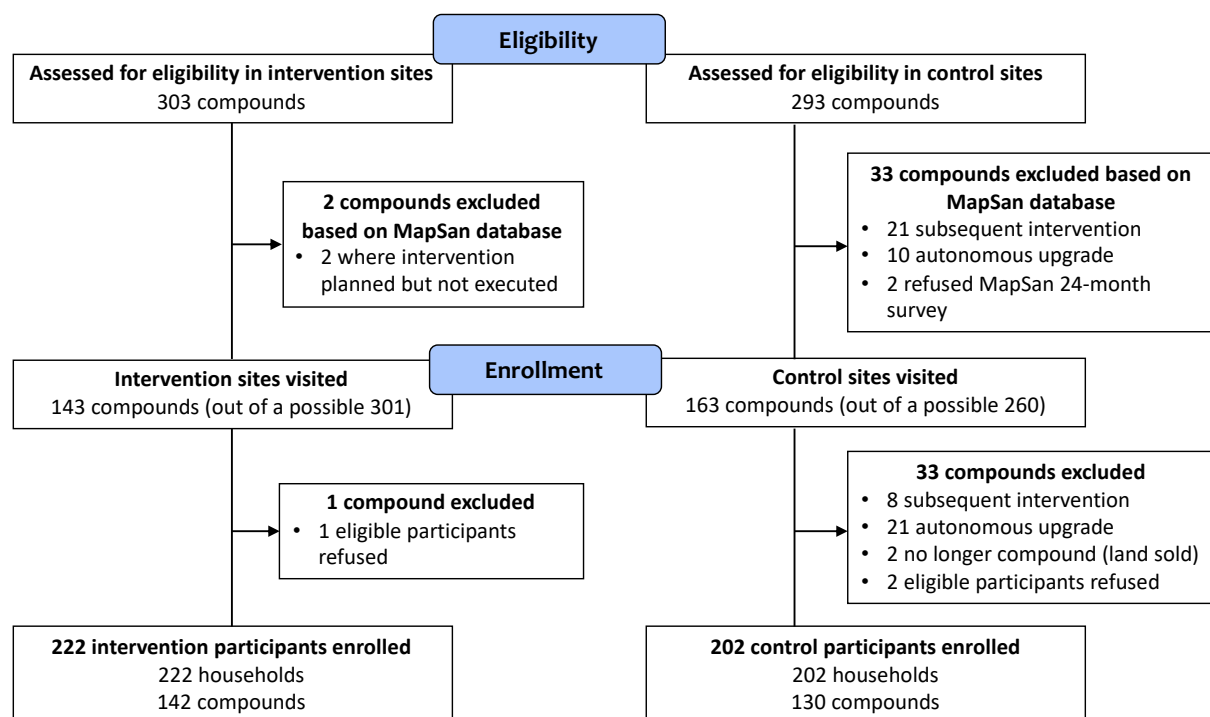 Eligibility
Assessed for eligibility in intervention sites
303 compounds
Assessed for eligibility in control sites
293 compounds
2 compounds excluded
based on MapSan database
• 2 where intervention
planned but not executed
33 compounds excluded based on
MapSan database
• 21 subsequent intervention
• 10 autonomous upgrade
• 2 refused MapSan 24-month
survey
Enrollment
Intervention sites visited
143 compounds (out of a possible 301)
Control sites visited
163 compounds (out of a possible 260)
1 compound excluded
• 1 eligible participants
refused
33 compounds excluded
• 8 subsequent intervention
• 21 autonomous upgrade
• 2 no longer compound (land sold)
• 2 eligible participants refused
222 intervention participants enrolled
222 households
142 compounds
202 control participants enrolled
202 households
130 compounds